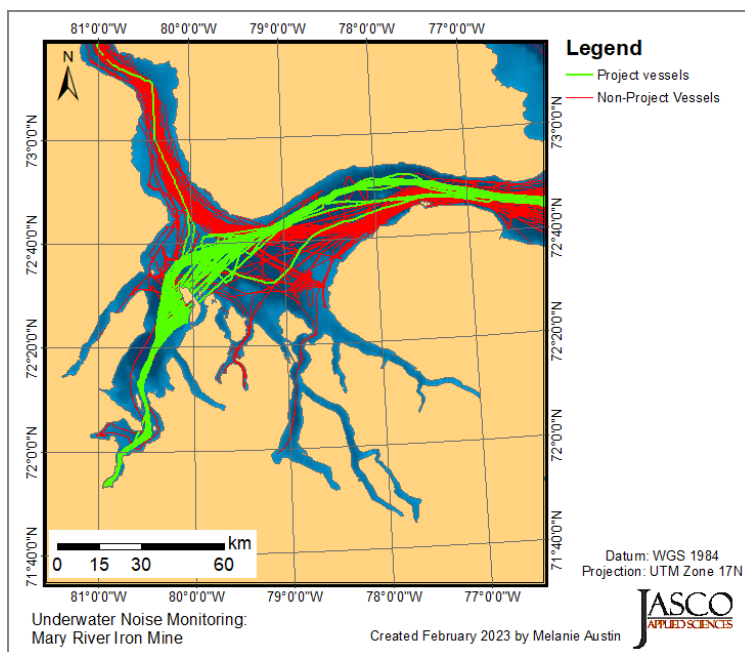 81°0'0"W 80°0'0"W 79°0'0"W 78°0'0"W 77°0'0"W
Legend
Project vessels
Non-Project Vessels
N
73°0'0"N
72°40'0"N
72°20'0"N
72°0'0"N
71°40'0"N
73°0'0"N
72°40'0"N
72°20'0"N
72°0'0"N
71°40'0"N
km
0 15 30 60
81°0'0"W 80°0'0"W 79°0'0"W 78°0'0"W 77°0'0"W
Datum: WGS 1984
Projection: UTM Zone 17N
JASCO
APPLIED SCIENCES
Underwater Noise Monitoring:
Mary River Iron Mine
Created February 2023 by Melanie Austin